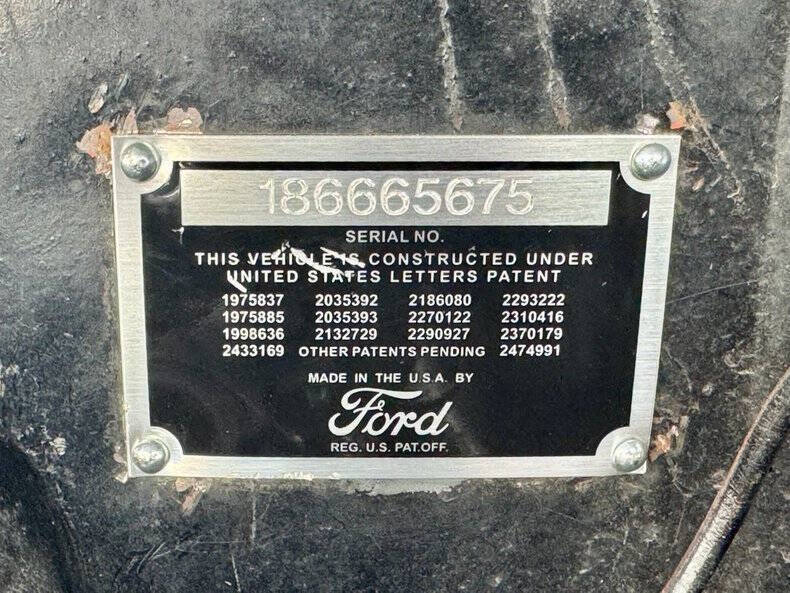 186665675
SERIAL NO.
THIS VEHICLE IS CONSTRUCTED UNDER
UNITED STATES LETTERS PATENT
1975837 2035392 2186080 2293222
1975885 2035393 2270122 2310416
1998636 2132729 2290927 2370179
2433169 OTHER PATENTS PENDING 2474991
MADE IN THE U.S.A. BY
Ford
REG. U.S. PAT.OFF.